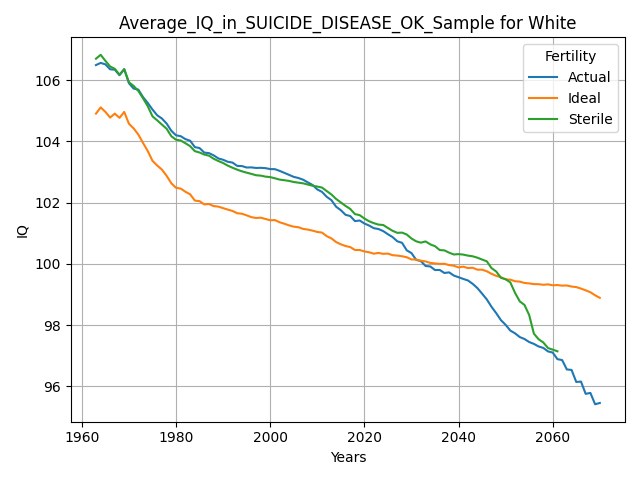 Average_IQ_in_SUICIDE_DISEASE_OK_Sample for White
Fertility
Actual
Ideal
Sterile
IQ
106
104
102
100
98
96
1960 1980 2000 2020 2040 2060
Years